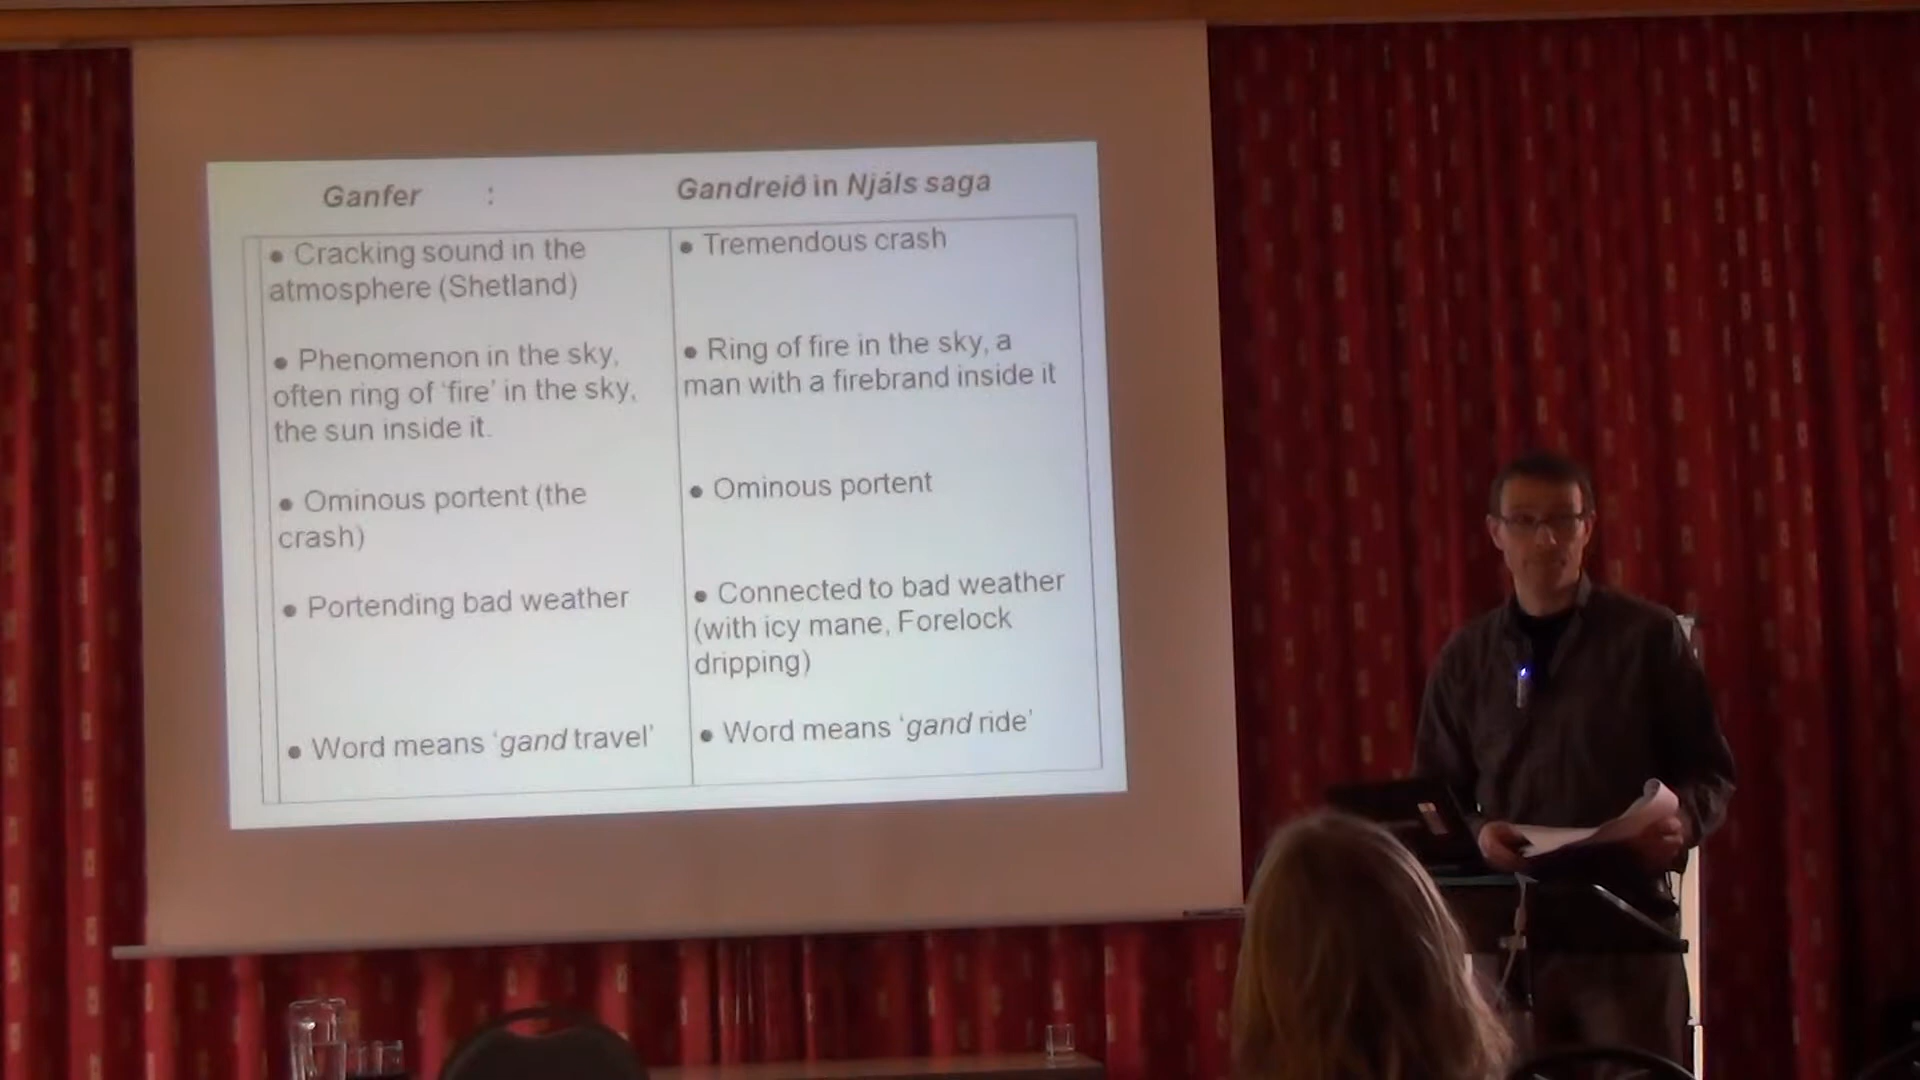 Ganfer : Gandreið in Njáls saga
● Cracking sound in the
atmosphere (Shetland)
● Phenomenon in the sky,
often ring of ‘fire’ in the sky,
the sun inside it.
● Ominous portent (the
crash)
● Portending bad weather
● Word means ‘gand travel’
● Tremendous crash
● Ring of fire in the sky, a
man with a firebrand inside it
● Ominous portent
● Connected to bad weather
(with icy mane, Forelock
dripping)
● Word means ‘gand ride’